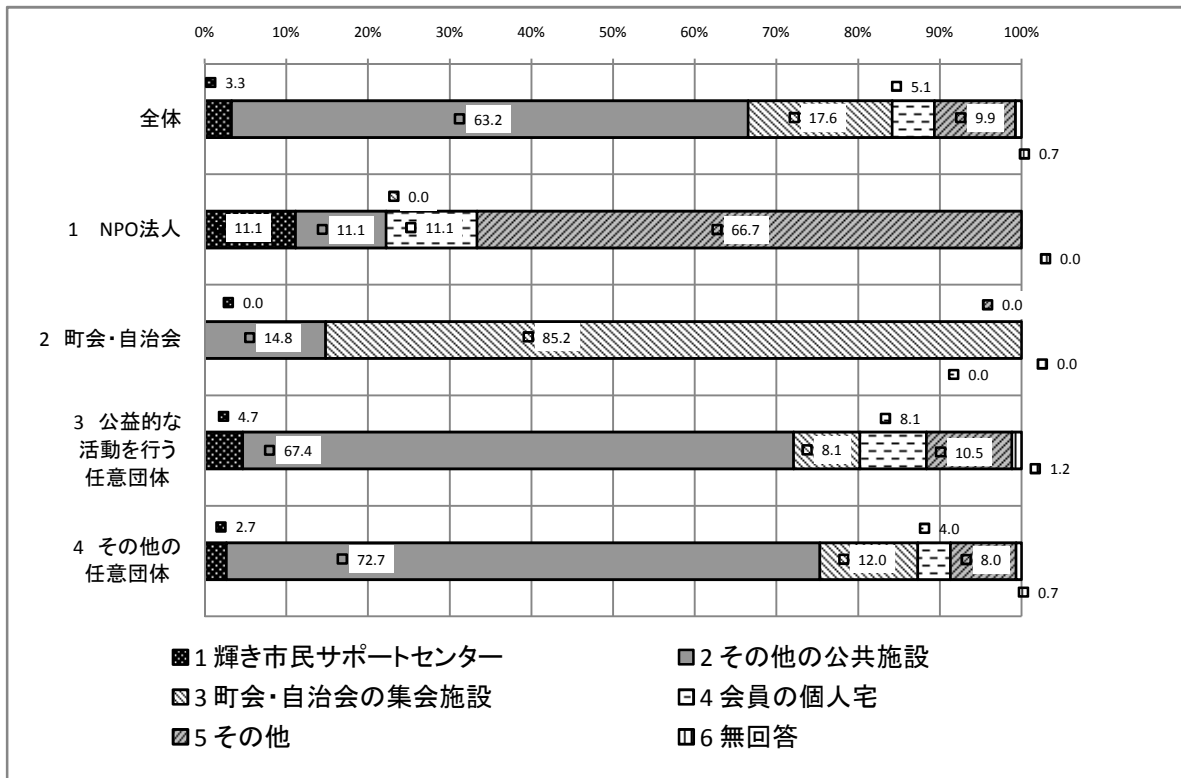 0% 10% 20% 30% 40% 50% 60% 70% 80% 90% 100%
3.3 5.1
全体 63.2 17.6 9.9
0.7
0.0
1 NPO法人 11.1 11.1 11.1 66.7
0.0
0.0 0.0
2 町会・自治会 14.8 85.2
0.0
0.0
4.7 8.1
3 公益的な
活動を行う
任意団体
67.4 8.1 10.5
1.2
2.7 4.0
4 その他の
任意団体
72.7 12.0 8.0
0.7
1 輝き市民サポートセンター 2 その他の公共施設
3 町会・自治会の集会施設 4 会員の個人宅
5 その他 6 無回答